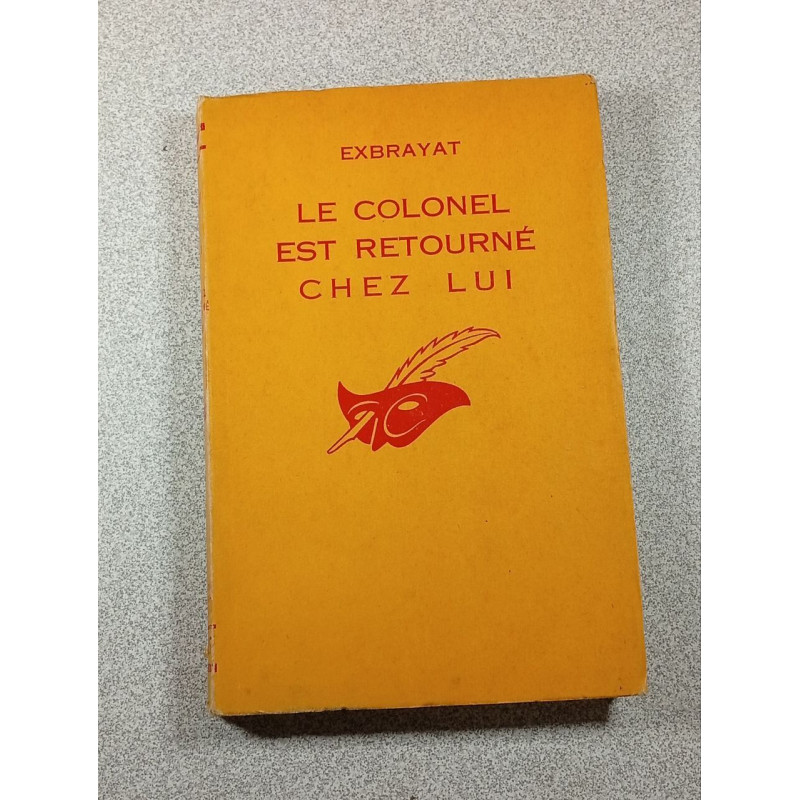 EXBRAYAT
LE COLONEL
EST RETOURNÉ
CHEZ LUI